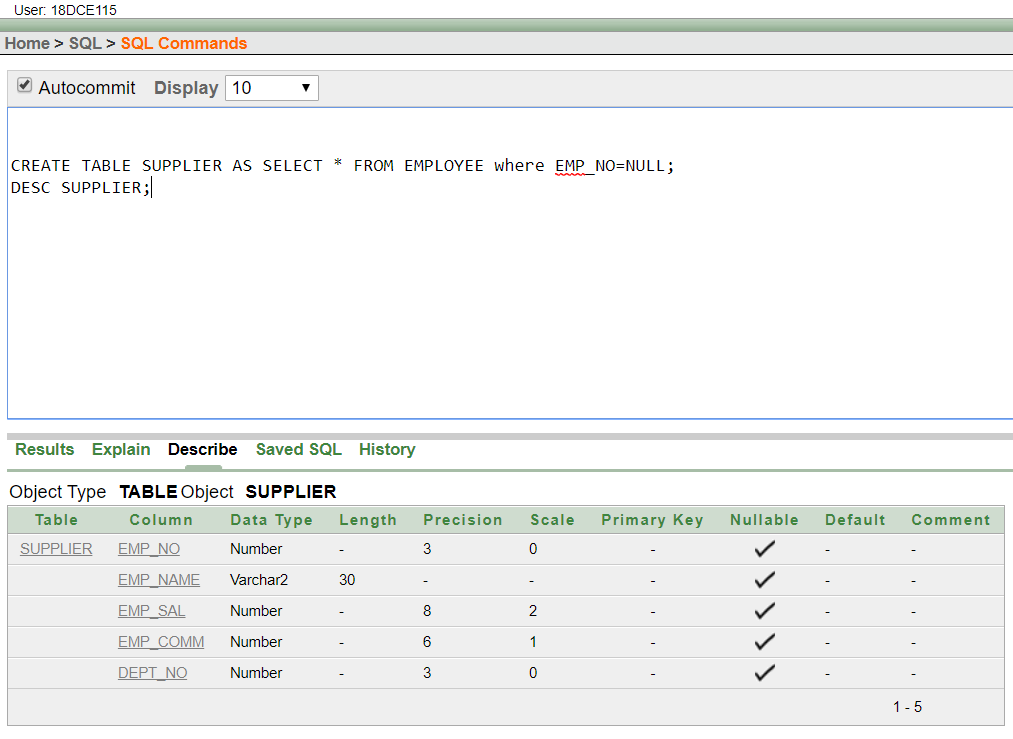 User: 18DCE115
Home > SQL > SQL Commands
Autocommit Display 10
CREATE TABLE SUPPLIER AS SELECT * FROM EMPLOYEE where EMP_NO=NULL;
DESC SUPPLIER;
Results Explain Describe Saved SQL History
Object Type TABLE Object SUPPLIER
Table Column Data Type Length Precision Scale Primary Key Nullable Default Comment
SUPPLIER EMP_NO Number - 3 0 - ✓ - -
EMP_NAME Varchar2 30 - - - ✓ - -
EMP_SAL Number - 8 2 - ✓ - -
EMP_COMM Number - 6 1 - ✓ - -
DEPT_NO Number - 3 0 - ✓ - -
1 - 5